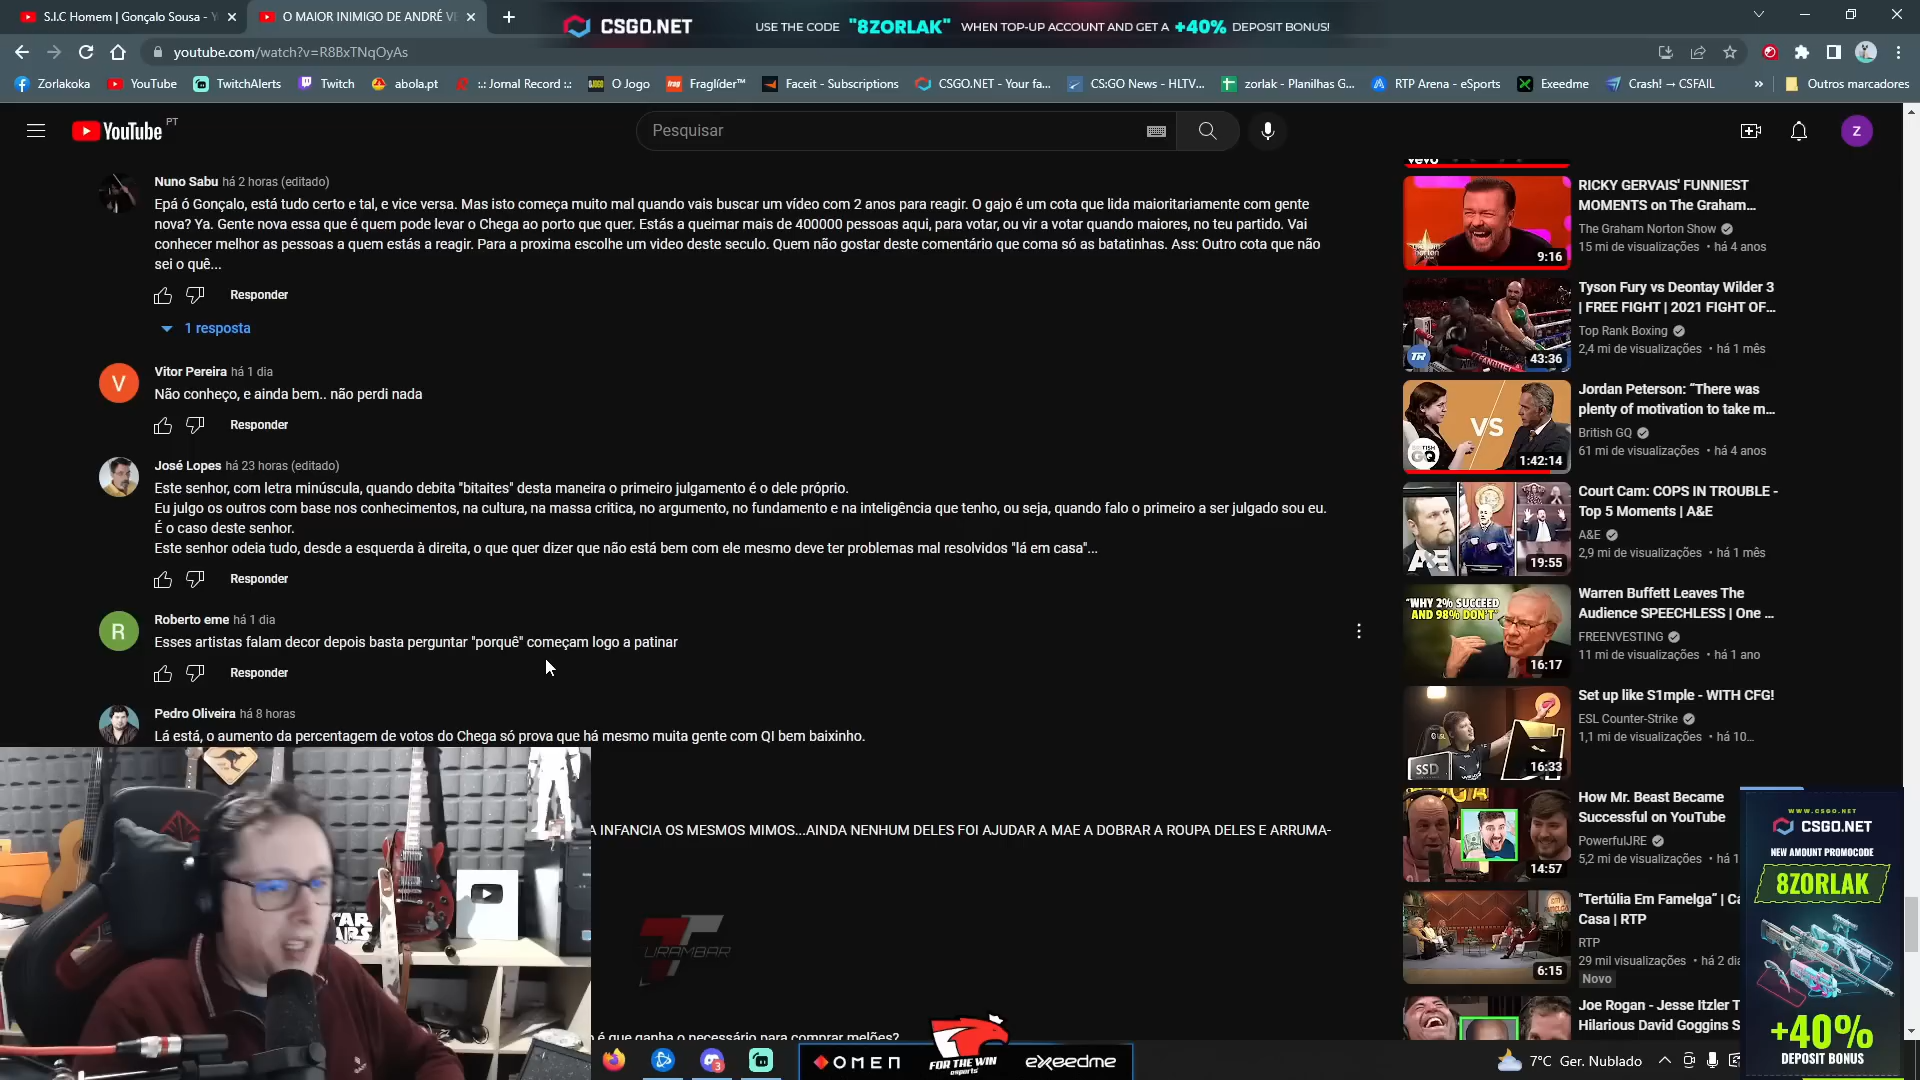 S.I.C Homem | Gonçalo Sousa - Y
O MAIOR INIMIGO DE ANDRÉ VE
CSGO.NET
USE THE CODE "8ZORLAK" WHEN TOP-UP ACCOUNT AND GET A +40% DEPOSIT BONUS!
youtube.com/watch?v=R8BxTNqOyAs
Zorlakoka
YouTube
TwitchAlerts
Twitch
abola.pt
::: Jornal Record :::
O Jogo
Fraglíder™
Faceit - Subscriptions
CSGO.NET - Your fa...
CS:GO News - HLTV...
zorlak - Planilhas G...
RTP Arena - eSports
Exeedme
Crash! → CSFAIL
»
Outros marcadores
YouTube PT
Pesquisar
Z
Nuno Sabu há 2 horas (editado)
Epá ó Gonçalo, está tudo certo e tal, e vice versa. Mas isto começa muito mal quando vais buscar um vídeo com 2 anos para reagir. O gajo é um cota que lida maioritariamente com gente
nova? Ya. Gente nova essa que é quem pode levar o Chega ao porto que quer. Estás a queimar mais de 400000 pessoas aqui, para votar, ou vir a votar quando maiores, no teu partido. Vai
conhecer melhor as pessoas a quem estás a reagir. Para a proxima escolhe um video deste seculo. Quem não gostar deste comentário que coma só as batatinhas. Ass: Outro cota que não
sei o quê...
Responder
1 resposta
V
Vitor Pereira há 1 dia
Não conheço, e ainda bem.. não perdi nada
Responder
José Lopes há 23 horas (editado)
Este senhor, com letra minúscula, quando debita "bitaites" desta maneira o primeiro julgamento é o dele próprio.
Eu julgo os outros com base nos conhecimentos, na cultura, na massa critica, no argumento, no fundamento e na inteligência que tenho, ou seja, quando falo o primeiro a ser julgado sou eu.
É o caso deste senhor.
Este senhor odeia tudo, desde a esquerda à direita, o que quer dizer que não está bem com ele mesmo deve ter problemas mal resolvidos "lá em casa"...
Responder
R
Roberto eme há 1 dia
Esses artistas falam decor depois basta perguntar "porquê" começam logo a patinar
Responder
Pedro Oliveira há 8 horas
Lá está, o aumento da percentagem de votos do Chega só prova que há mesmo muita gente com QI bem baixinho.
A INFANCIA OS MESMOS MIMOS...AINDA NENHUM DELES FOI AJUDAR A MAE A DOBRAR A ROUPA DELES E ARRUMA-
STAR
WARS
URAMBAR
o é que ganha o necessário para comprar melões?
vevo
RICKY GERVAIS' FUNNIEST
MOMENTS on The Graham...
The Graham Norton Show
15 mi de visualizações • há 4 anos
9:16
Tyson Fury vs Deontay Wilder 3
| FREE FIGHT | 2021 FIGHT OF...
Top Rank Boxing
2,4 mi de visualizações • há 1 mês
TR
43:36
Jordan Peterson: "There was
plenty of motivation to take m...
British GQ
61 mi de visualizações • há 4 anos
VS
GQ
1:42:14
Court Cam: COPS IN TROUBLE -
Top 5 Moments | A&E
A&E
2,9 mi de visualizações • há 1 mês
A&E
19:55
Warren Buffett Leaves The
Audience SPEECHLESS | One ...
FREENVESTING
11 mi de visualizações • há 1 ano
"WHY 2% SUCCEED
AND 98% DON'T"
16:17
Set up like S1mple - WITH CFG!
ESL Counter-Strike
1,1 mi de visualizações • há 10...
SSD
16:33
How Mr. Beast Became
Successful on YouTube
PowerfulJRE
5,2 mi de visualizações • há 1
14:57
"Tertúlia Em Famelga" | Ca
Casa | RTP
RTP
29 mil visualizações • há 2 dia
Novo
6:15
Joe Rogan - Jesse Itzler T
Hilarious David Goggins S
WWW.CSGO.NET
CSGO.NET
NEW AMOUNT PROMOCODE
8ZORLAK
+40%
DEPOSIT BONUS
3
OMEN
FOR THE WIN
esports
exeedme
7°C Ger. Nublado